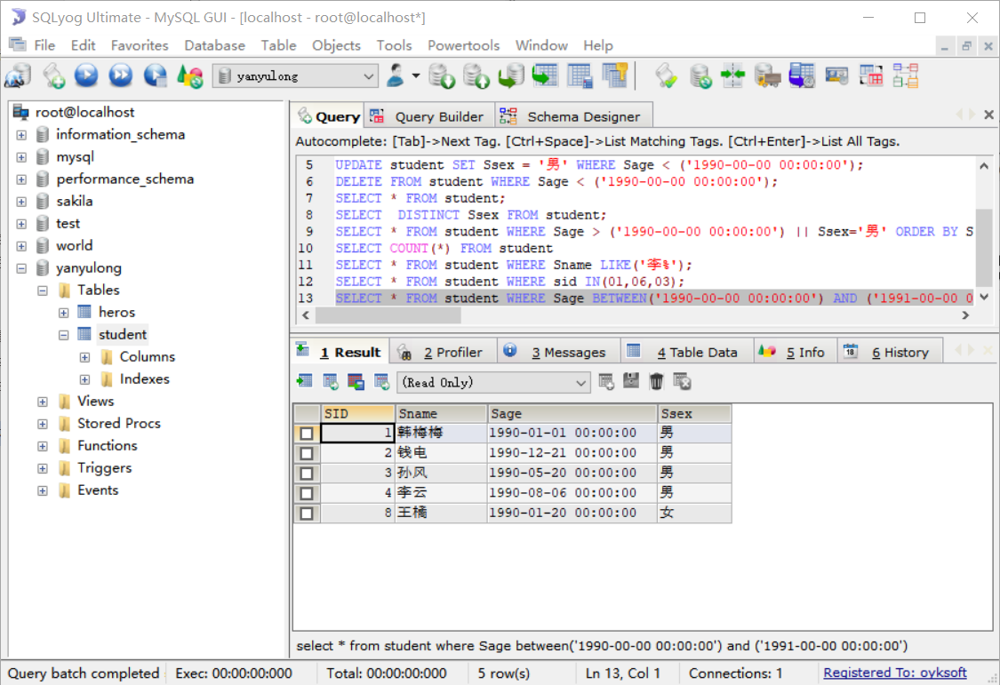 SQLyog Ultimate - MySQL GUI - [localhost - root@localhost*]
File Edit Favorites Database Table Objects Tools Powertools Window Help
yanyulong
root@localhost
information_schema
mysql
performance_schema
sakila
test
world
yanyulong
Tables
heros
student
Columns
Indexes
Views
Stored Procs
Functions
Triggers
Events
Query Query Builder Schema Designer
Autocomplete: [Tab]->Next Tag. [Ctrl+Space]->List Matching Tags. [Ctrl+Enter]->List All Tags.
5 UPDATE student SET Ssex = '男' WHERE Sage < ('1990-00-00 00:00:00');
6 DELETE FROM student WHERE Sage < ('1990-00-00 00:00:00');
7 SELECT * FROM student;
8 SELECT  DISTINCT Ssex FROM student;
9 SELECT * FROM student WHERE Sage > ('1990-00-00 00:00:00') || Ssex='男' ORDER BY S
10 SELECT COUNT(*) FROM student
11 SELECT * FROM student WHERE Sname LIKE('李%');
12 SELECT * FROM student WHERE sid IN(01,06,03);
13 SELECT * FROM student WHERE Sage BETWEEN('1990-00-00 00:00:00') AND ('1991-00-00 0
1 Result 2 Profiler 3 Messages 4 Table Data 5 Info 18 6 History
(Read Only)
SID Sname Sage Ssex
1 韩梅梅 1990-01-01 00:00:00 男
2 钱电 1990-12-21 00:00:00 男
3 孙风 1990-05-20 00:00:00 男
4 李云 1990-08-06 00:00:00 男
8 王橘 1990-01-20 00:00:00 女
select * from student where Sage between('1990-00-00 00:00:00') and ('1991-00-00 00:00:00')
Query batch completed Exec: 00:00:00:000 Total: 00:00:00:000 5 row(s) Ln 13, Col 1 Connections: 1 Registered To: oyksoft